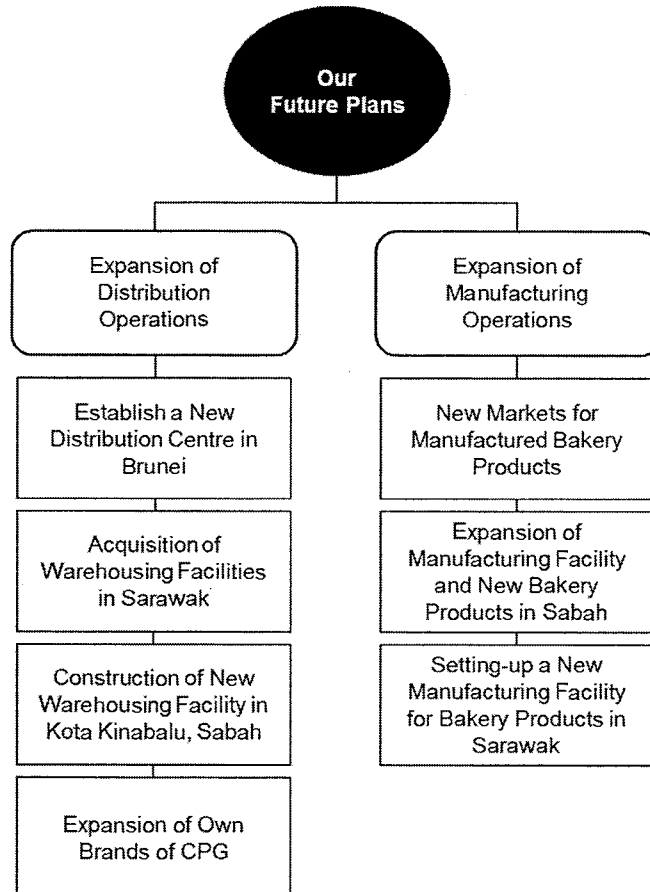 Our
Future Plans
Expansion of
Distribution
Operations
Establish a New
Distribution Centre in
Brunei
Acquisition of
Warehousing Facilities
in Sarawak
Construction of New
Warehousing Facility in
Kota Kinabalu, Sabah
Expansion of Own
Brands of CPG
Expansion of
Manufacturing
Operations
New Markets for
Manufactured Bakery
Products
Expansion of
Manufacturing Facility
and New Bakery
Products in Sabah
Setting-up a New
Manufacturing Facility
for Bakery Products in
Sarawak